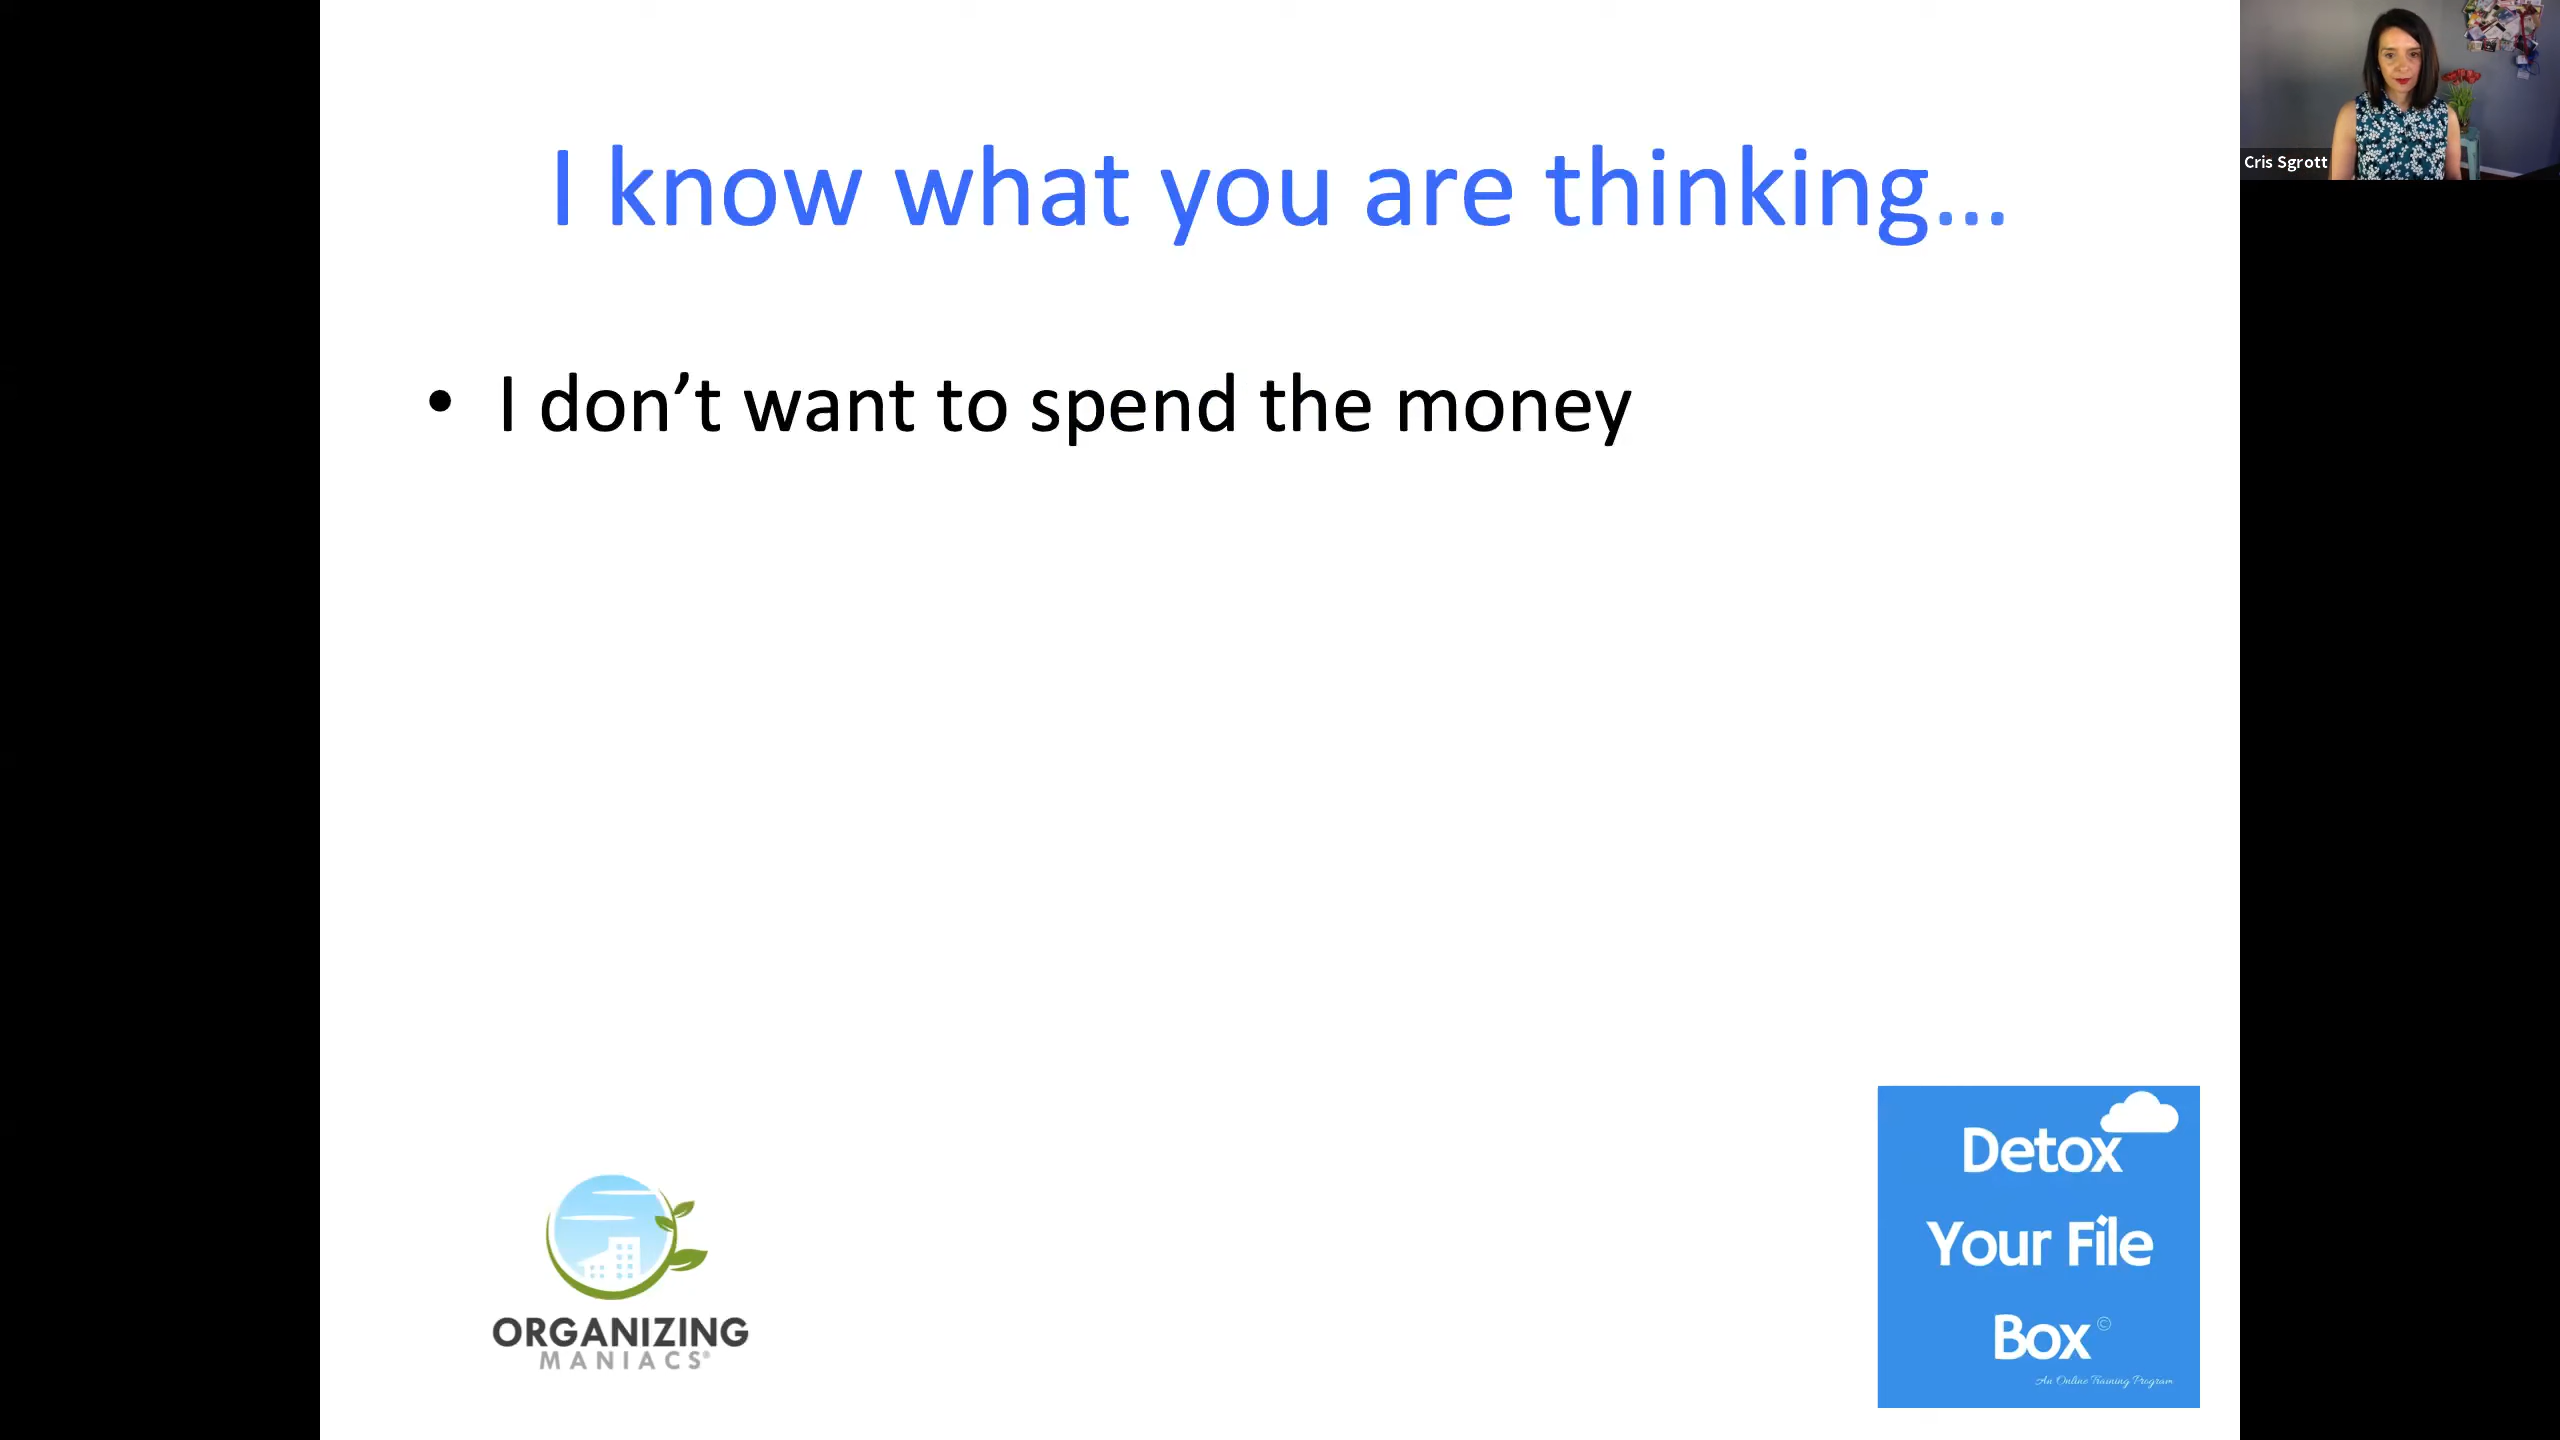 I know what you are thinking…
Cris Sgrott
• I don’t want to spend the money
Detox
Your File
Box©
An Online Training Program
ORGANIZING
MANIACS®